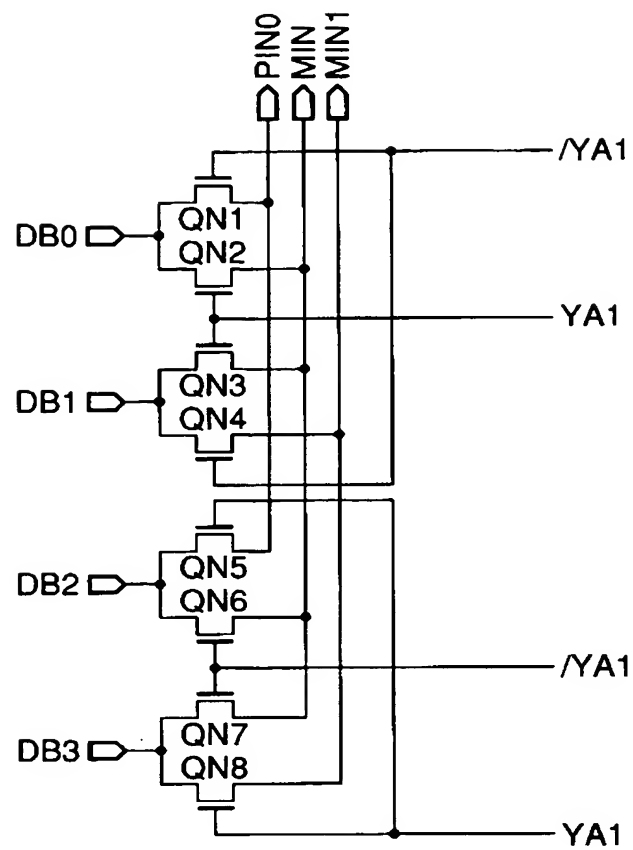 PIN0
MIN
MIN1
/YA1
QN1
DB0
QN2
YA1
QN3
DB1
QN4
QN5
DB2
QN6
/YA1
QN7
DB3
QN8
YA1